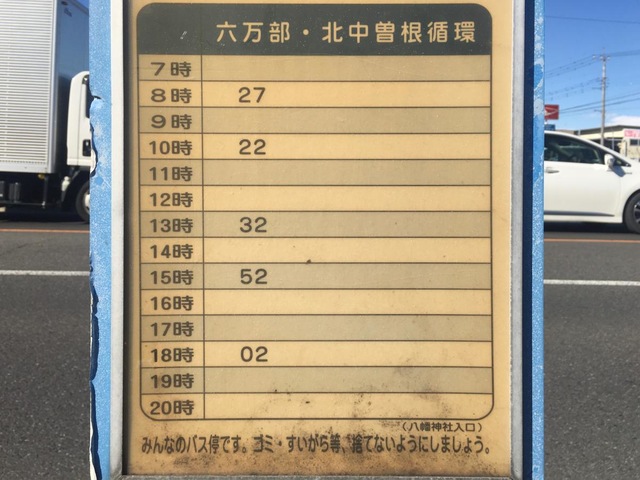 六万部・北中曽根循環
7時
8時 27
9時
10時 22
11時
12時
13時 32
14時
15時 52
16時
17時
18時 02
19時
20時
（八幡神社入口）
みんなのバス停です。ゴミ・すいがら等、捨てないようにしましょう。